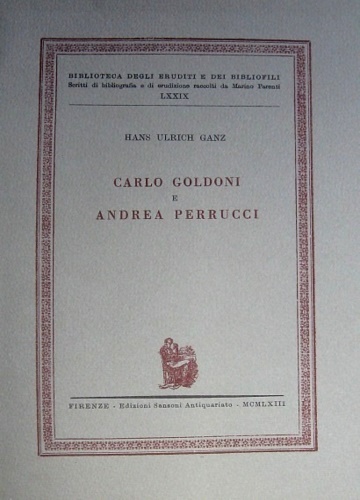 BIBLIOTECA DEGLI ERUDITI E DEI BIBLIOFILI
Scritti di bibliografia e di erudizione raccolti da Marino Parenti
LXXIX
HANS ULRICH GANZ
CARLO GOLDONI
E
ANDREA PERRUCCI
FIRENZE - Edizioni Sansoni Antiquariato - MCMLXIII